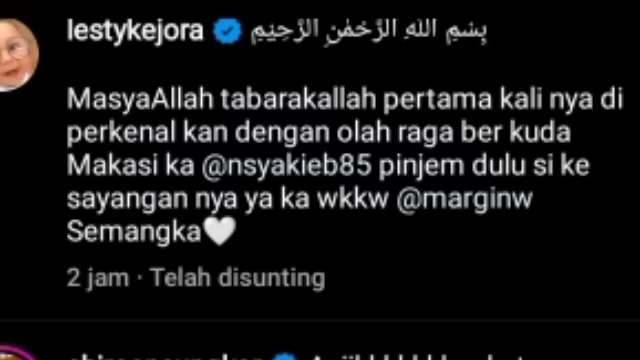 lestykejora بِسْمِ اللهِ الرَّحْمٰنِ الرَّحِيْمِ
MasyaAllah tabarakallah pertama kali nya di
perkenal kan dengan olah raga ber kuda
Makasi ka @nsyakieb85 pinjem dulu si ke
sayangan nya ya ka wkkw @marginw
Semangka🤍
2 jam · Telah disunting